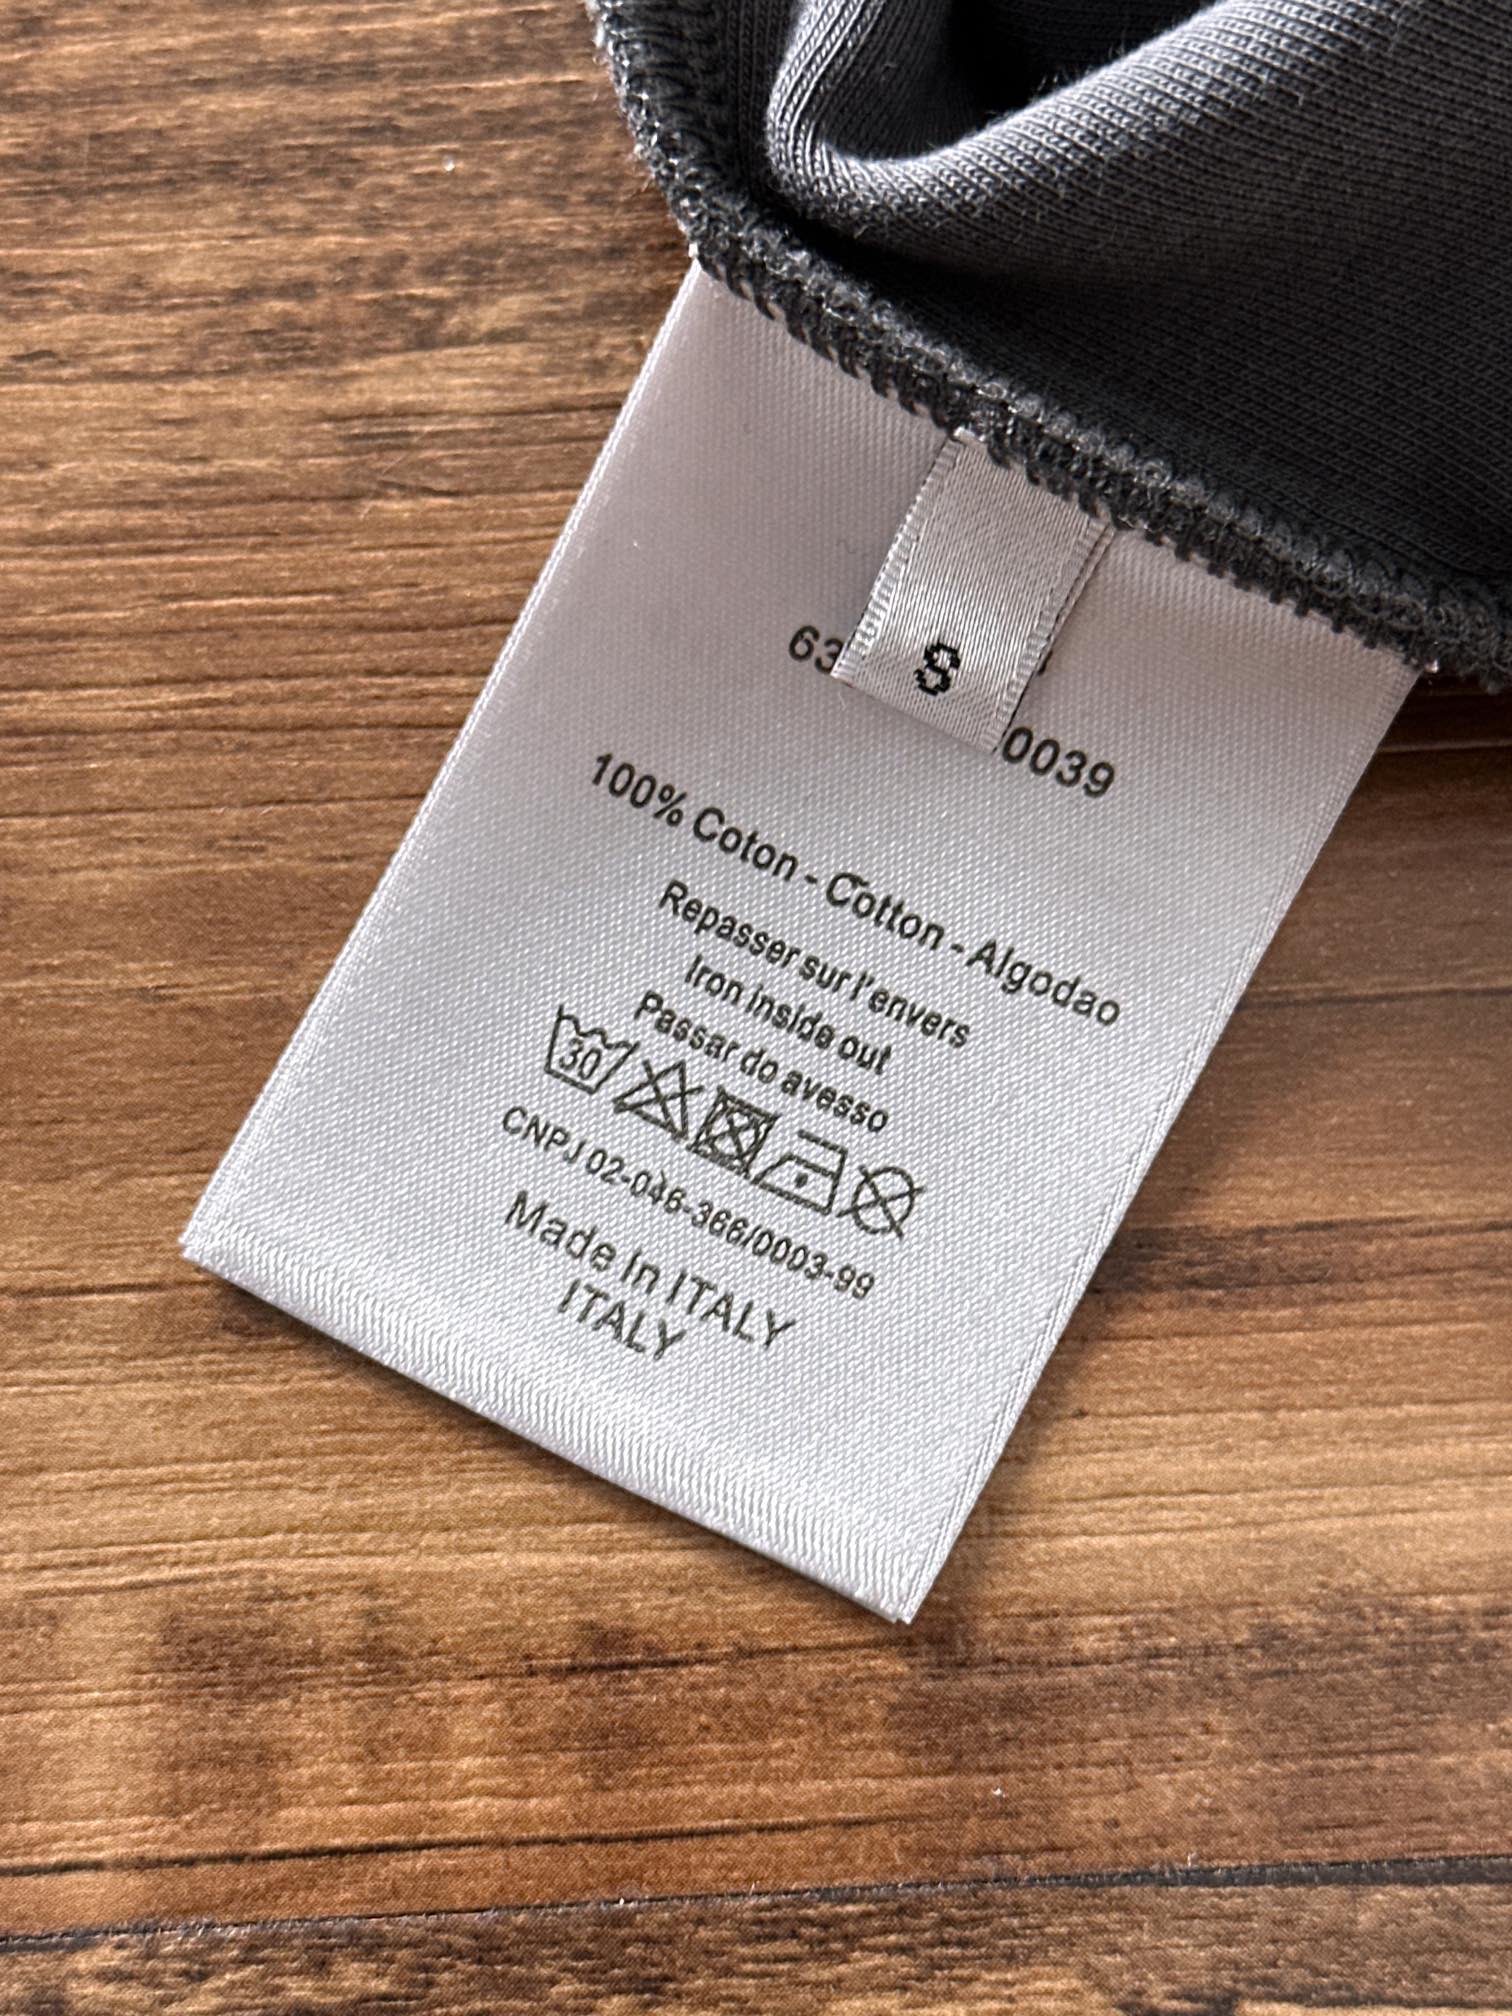 S
63
0039
100% Coton - Cotton - Algodao
Repasser sur l'envers
Iron inside out
Passar do avesso
30
CNPJ 02-046-366/0003-99
Made In ITALY
ITALY